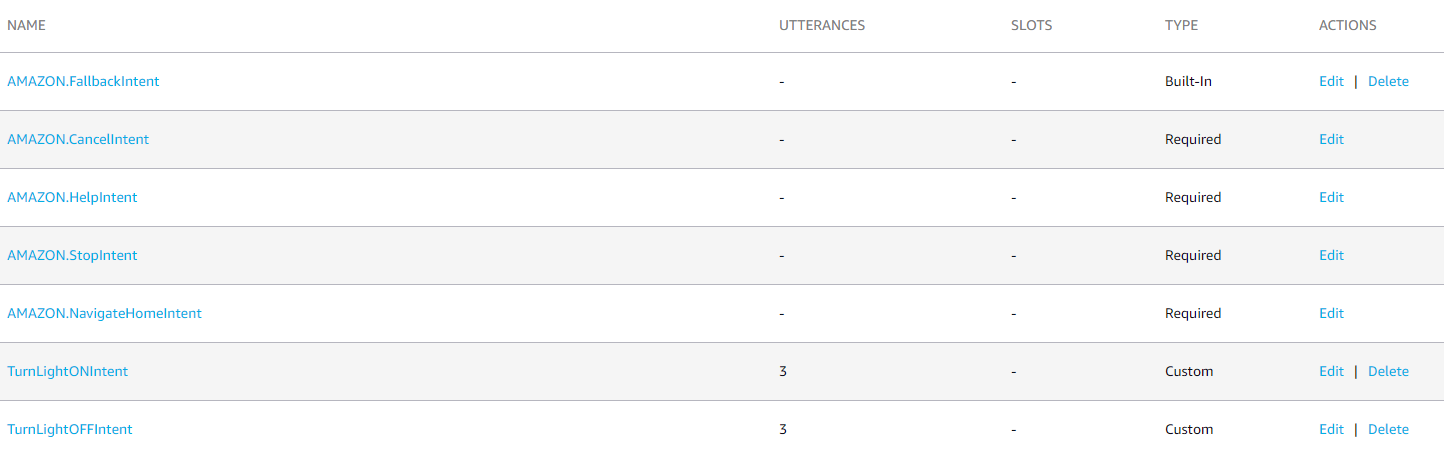 NAME UTTERANCES SLOTS TYPE ACTIONS
AMAZON.FallbackIntent - - Built-In Edit | Delete
AMAZON.CancelIntent - - Required Edit
AMAZON.HelpIntent - - Required Edit
AMAZON.StopIntent - - Required Edit
AMAZON.NavigateHomeIntent - - Required Edit
TurnLightONIntent 3 - Custom Edit | Delete
TurnLightOFFIntent 3 - Custom Edit | Delete